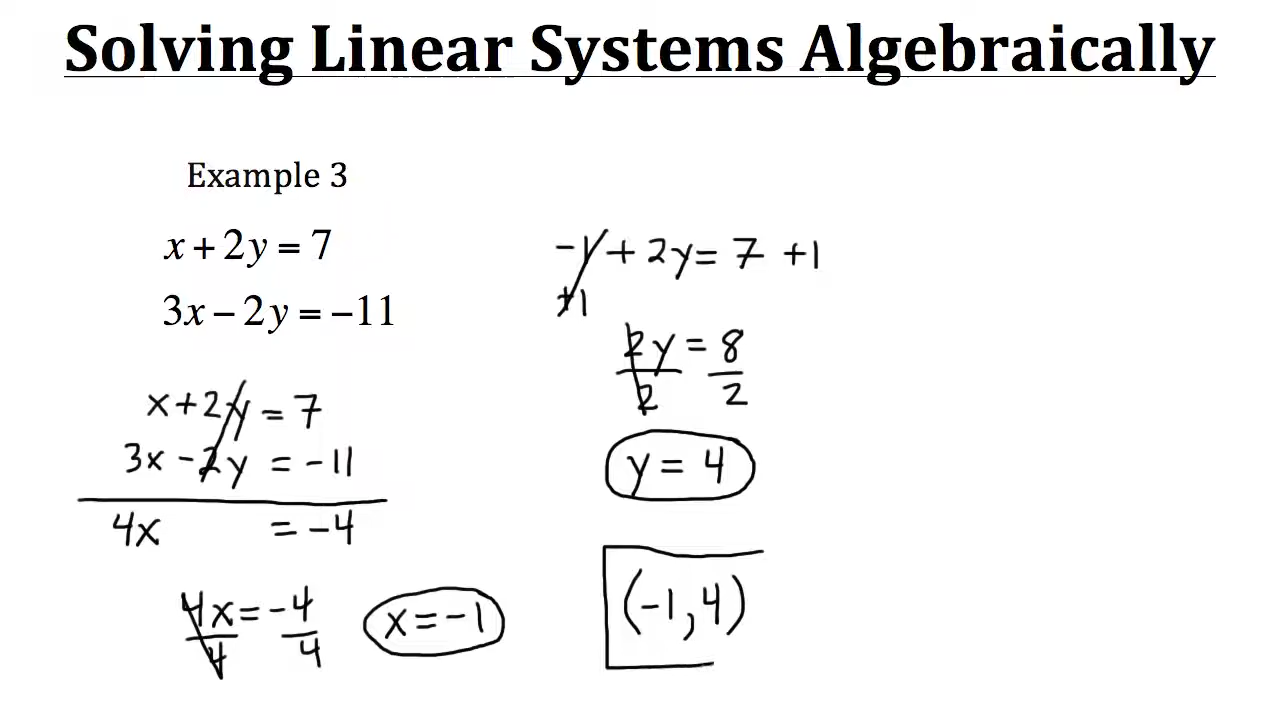 Solving Linear Systems Algebraically
Example 3
x + 2y = 7
3x − 2y = −11
x + 2y = 7
3x − 2y = −11
4x = −4
4x = −4
4 4
x = −1
−1 + 2y = 7 + 1
+1
2y = 8
2 2
y = 4
(−1, 4)